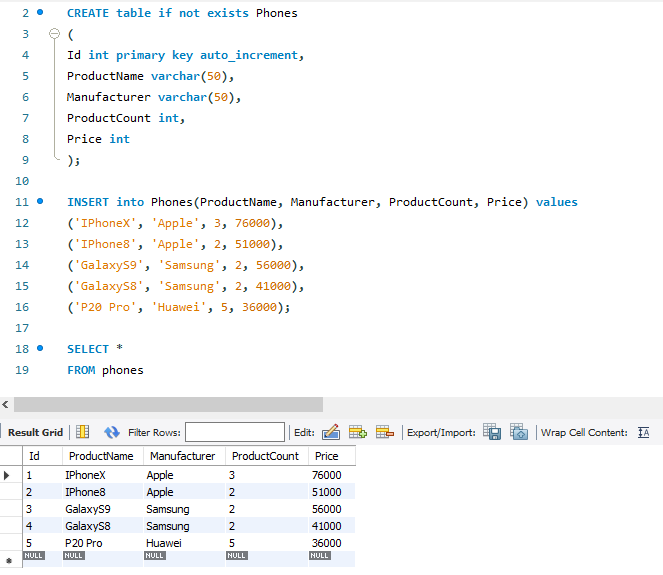 2 CREATE table if not exists Phones
3 (
4 Id int primary key auto_increment,
5 ProductName varchar(50),
6 Manufacturer varchar(50),
7 ProductCount int,
8 Price int
9 );
10
11 INSERT into Phones(ProductName, Manufacturer, ProductCount, Price) values
12 ('IPhoneX', 'Apple', 3, 76000),
13 ('IPhone8', 'Apple', 2, 51000),
14 ('GalaxyS9', 'Samsung', 2, 56000),
15 ('GalaxyS8', 'Samsung', 2, 41000),
16 ('P20 Pro', 'Huawei', 5, 36000);
17
18 SELECT *
19 FROM phones
Result Grid Filter Rows: Edit: Export/Import: Wrap Cell Content: IA
Id ProductName Manufacturer ProductCount Price
1 IPhoneX Apple 3 76000
2 IPhone8 Apple 2 51000
3 GalaxyS9 Samsung 2 56000
4 GalaxyS8 Samsung 2 41000
5 P20 Pro Huawei 5 36000
NULL NULL NULL NULL NULL